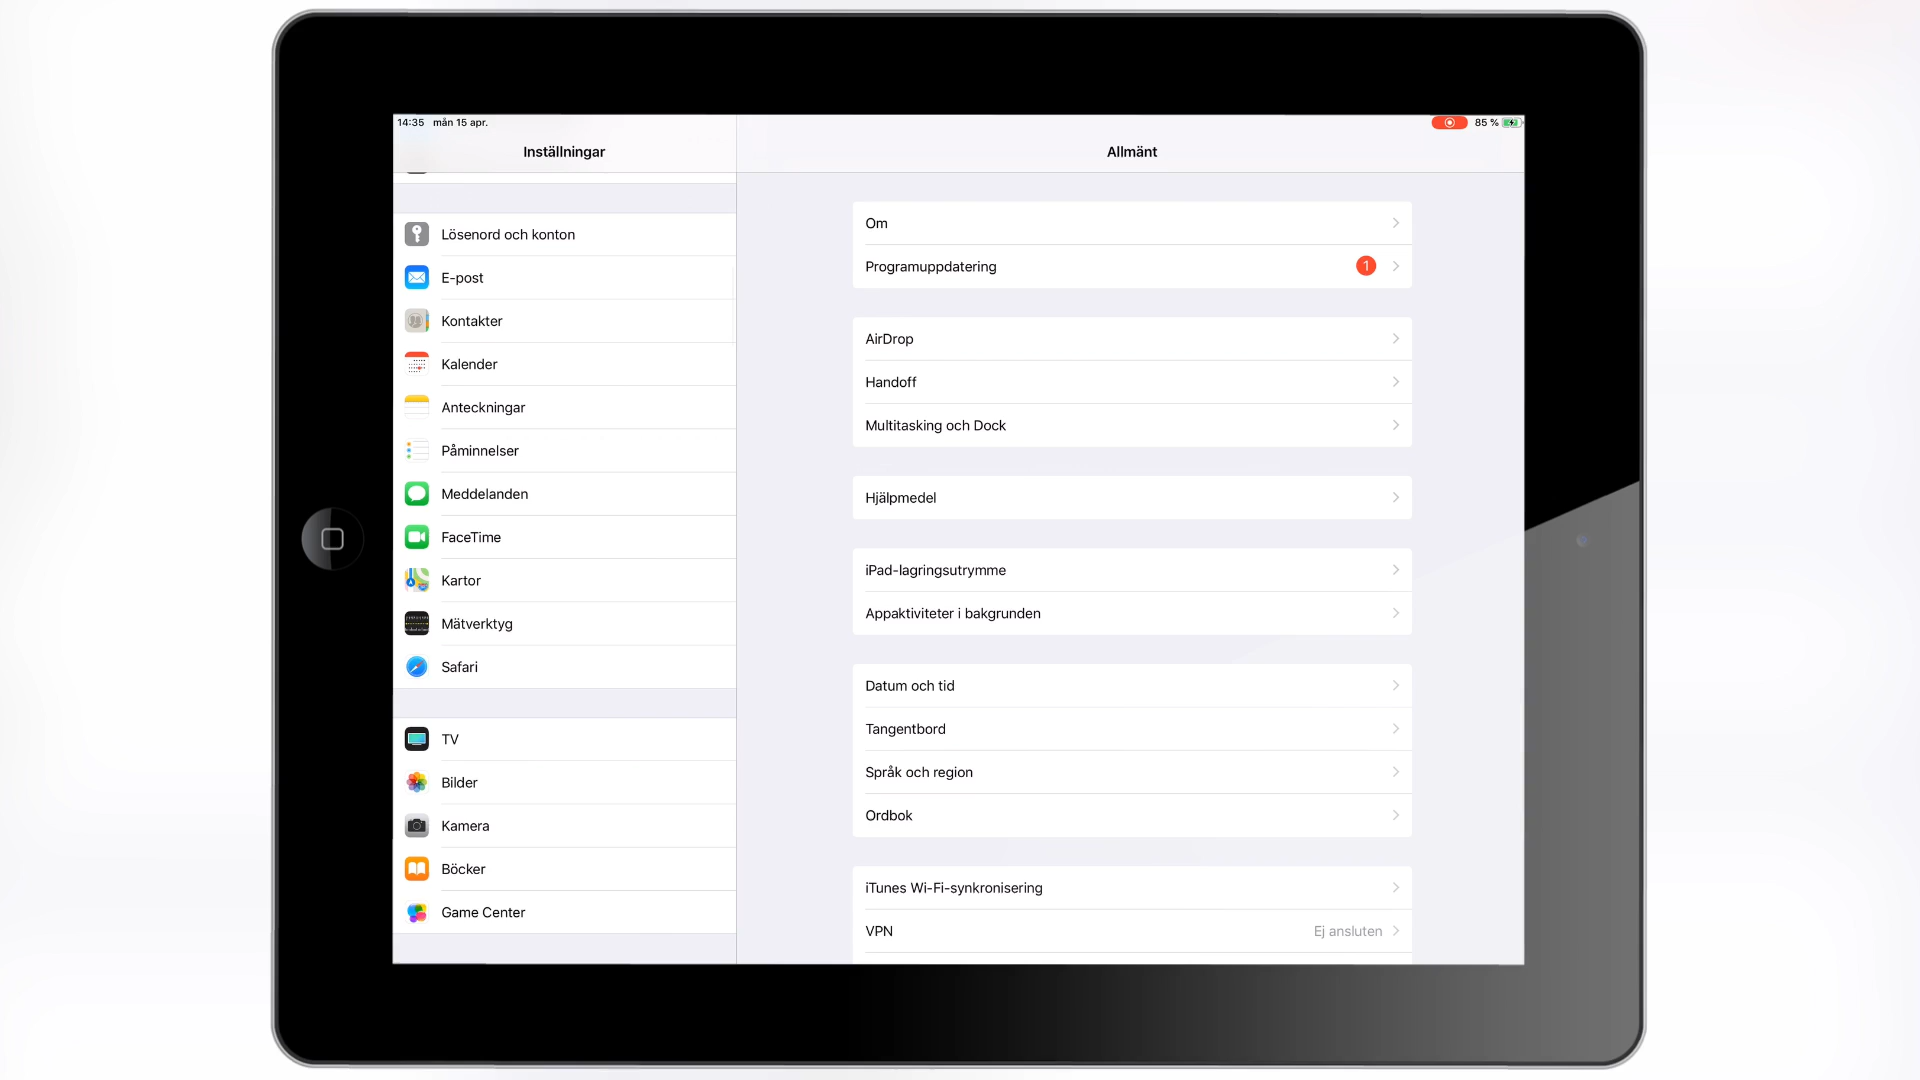 14:35 mån 15 apr.
85 %
Inställningar
Allmänt
Lösenord och konton
E-post
Kontakter
Kalender
Anteckningar
Påminnelser
Meddelanden
FaceTime
Kartor
Mätverktyg
Safari
TV
Bilder
Kamera
Böcker
Game Center
Om
Programuppdatering 1
AirDrop
Handoff
Multitasking och Dock
Hjälpmedel
iPad-lagringsutrymme
Appaktiviteter i bakgrunden
Datum och tid
Tangentbord
Språk och region
Ordbok
iTunes Wi-Fi-synkronisering
VPN Ej ansluten